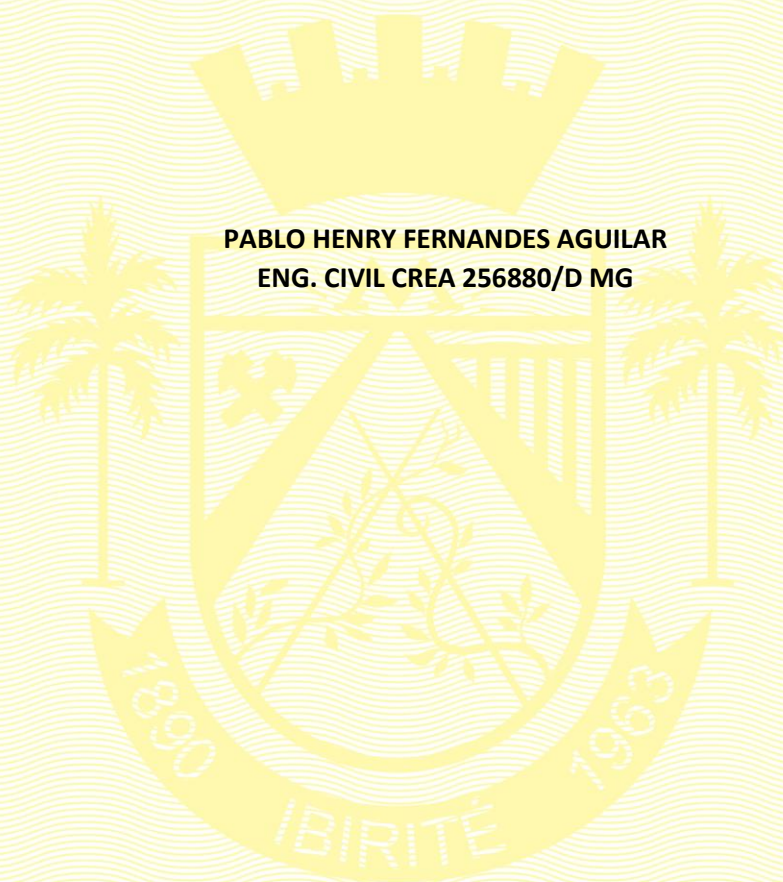 PABLO HENRY FERNANDES AGUILAR
ENG. CIVIL CREA 256880/D MG
1890 IBIRITÉ 1963